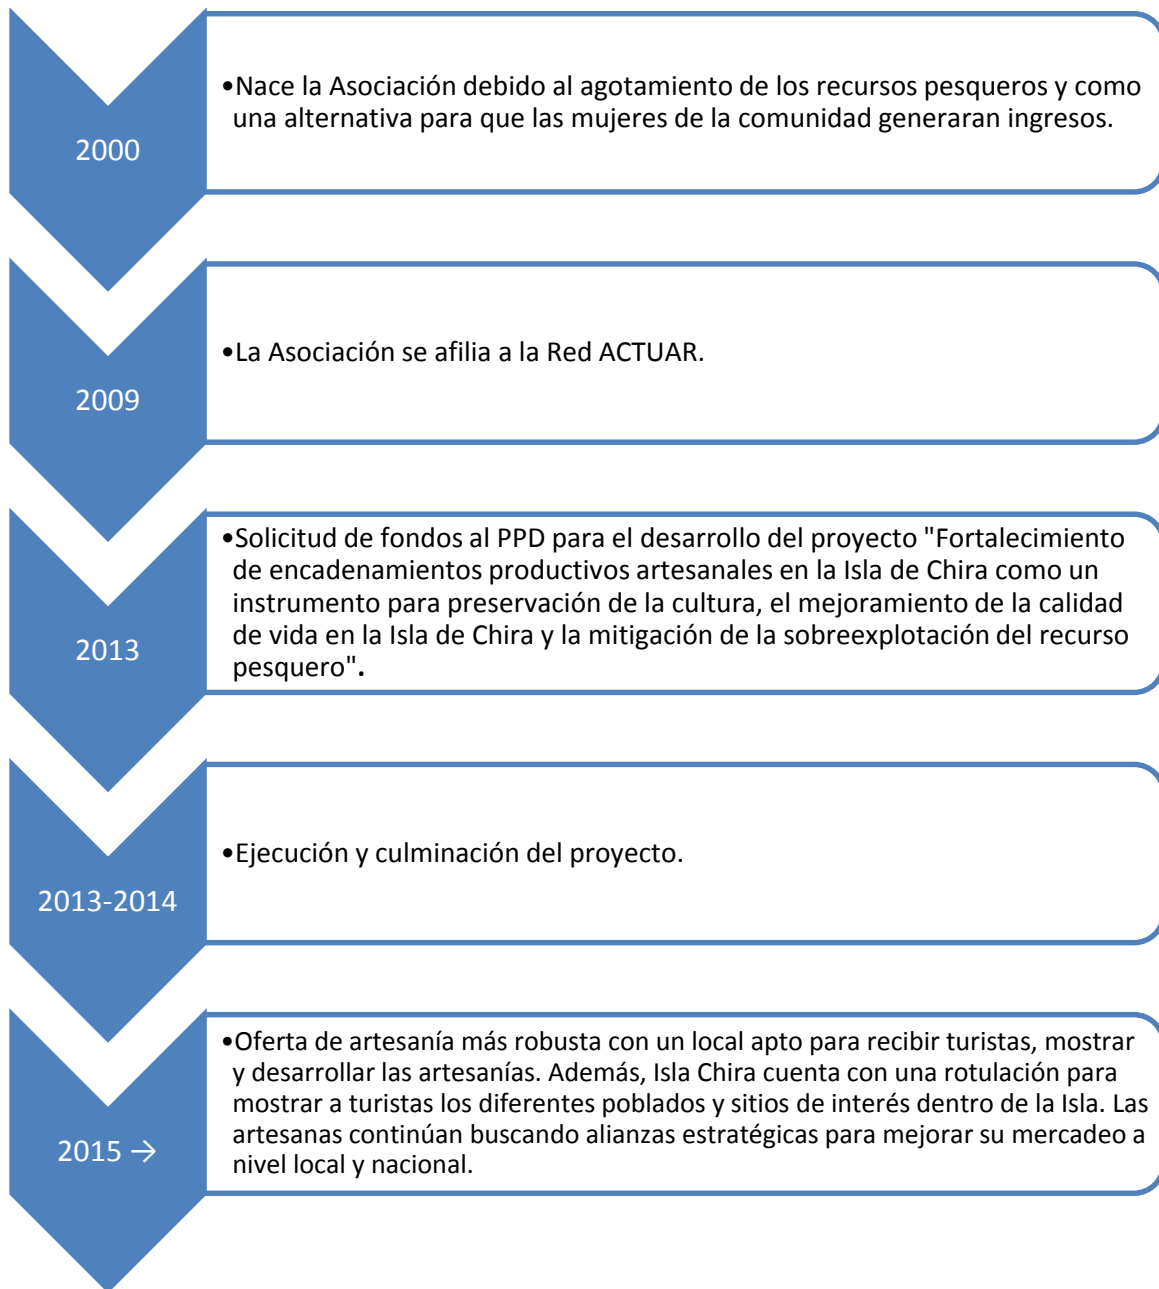 2000
•Nace la Asociación debido al agotamiento de los recursos pesqueros y como
una alternativa para que las mujeres de la comunidad generaran ingresos.
2009
•La Asociación se afilia a la Red ACTUAR.
2013
•Solicitud de fondos al PPD para el desarrollo del proyecto "Fortalecimiento
de encadenamientos productivos artesanales en la Isla de Chira como un
instrumento para preservación de la cultura, el mejoramiento de la calidad
de vida en la Isla de Chira y la mitigación de la sobreexplotación del recurso
pesquero".
2013-2014
•Ejecución y culminación del proyecto.
2015 →
•Oferta de artesanía más robusta con un local apto para recibir turistas, mostrar
y desarrollar las artesanías. Además, Isla Chira cuenta con una rotulación para
mostrar a turistas los diferentes poblados y sitios de interés dentro de la Isla. Las
artesanas continúan buscando alianzas estratégicas para mejorar su mercadeo a
nivel local y nacional.